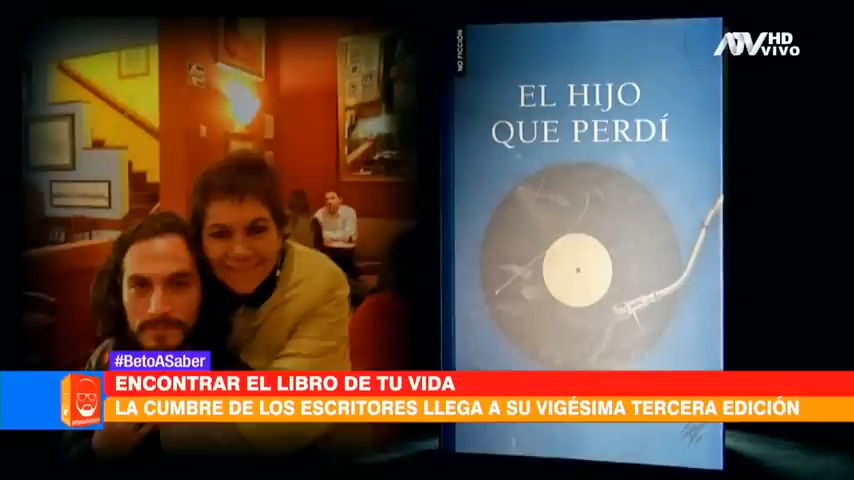 NO FICCIÓN
EL HIJO
QUE PERDÍ
ATV HD
VIVO
#BetoASaber
ENCONTRAR EL LIBRO DE TU VIDA
LA CUMBRE DE LOS ESCRITORES LLEGA A SU VIGÉSIMA TERCERA EDICIÓN